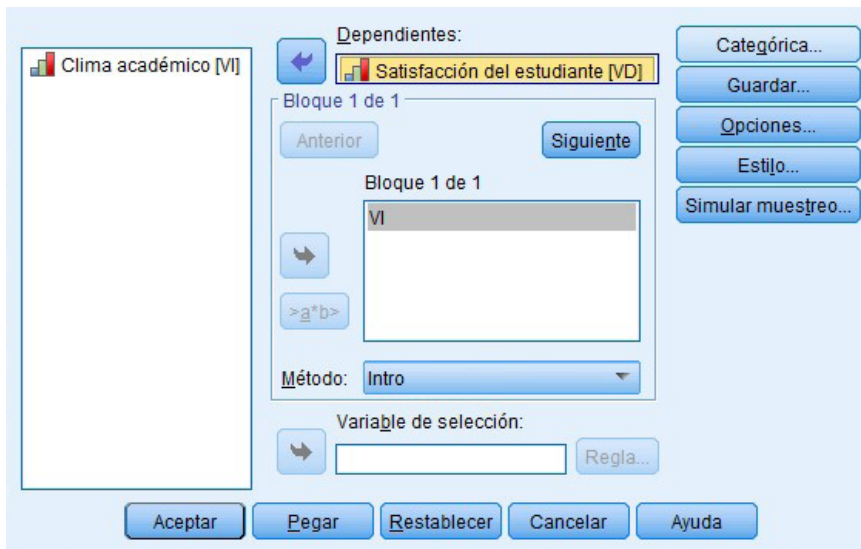 Clima académico [VI]
Dependientes:
Satisfacción del estudiante [VD]
Bloque 1 de 1
Anterior
Siguiente
Bloque 1 de 1
VI
>a*b>
Método:
Intro
Variable de selección:
Regla...
Categórica...
Guardar...
Opciones...
Estilo...
Simular muestreo...
Aceptar
Pegar
Restablecer
Cancelar
Ayuda